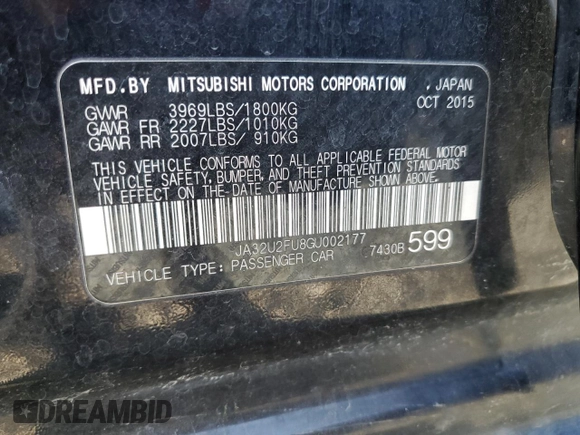 MFD.BY MITSUBISHI MOTORS CORPORATION , JAPAN
OCT 2015
GVWR 3969LBS/1800KG
GAWR FR 2227LBS/1010KG
GAWR RR 2007LBS/ 910KG
THIS VEHICLE CONFORMS TO ALL APPLICABLE FEDERAL MOTOR
VEHICLE SAFETY, BUMPER, AND THEFT PREVENTION STANDARDS
IN EFFECT ON THE DATE OF MANUFACTURE SHOWN ABOVE.
JA32U2FU8GU002177
VEHICLE TYPE: PASSENGER CAR 7430B 599
DREAMBID